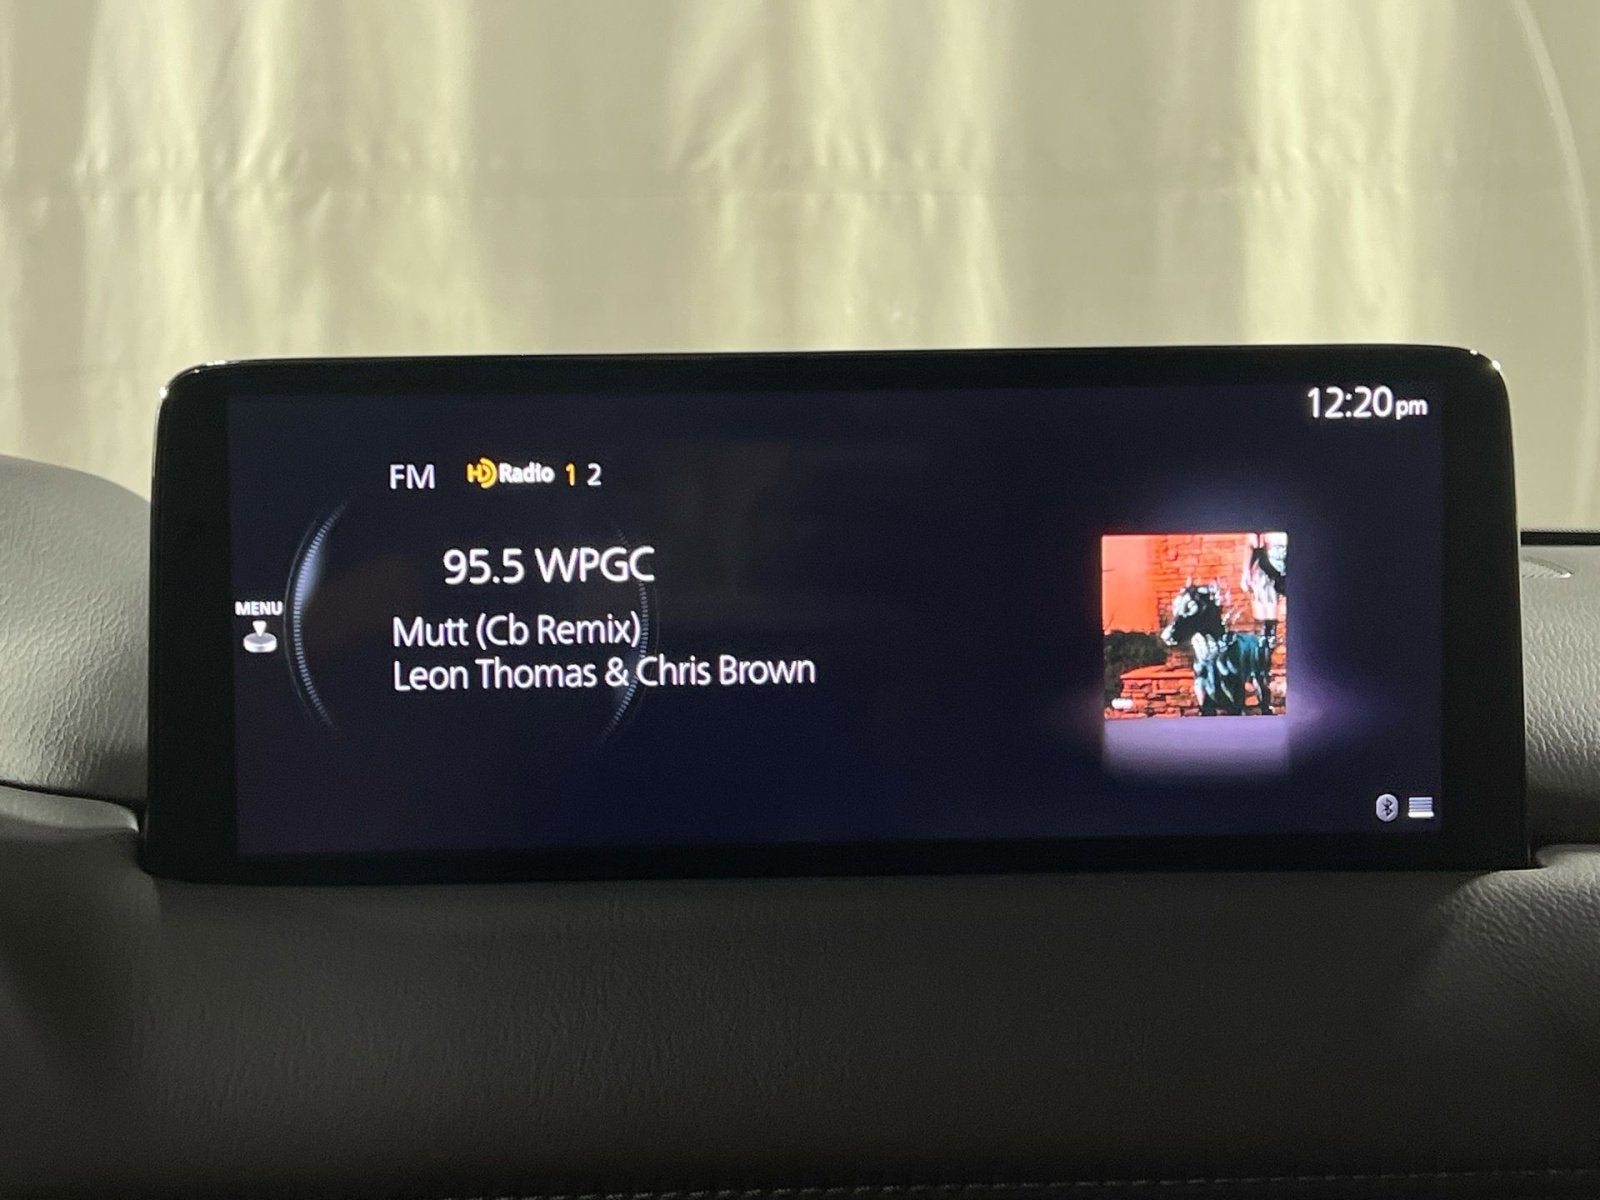 12:20pm
FM HD Radio 1 2
95.5 WPGC
MENU
Mutt (Cb Remix)
Leon Thomas & Chris Brown